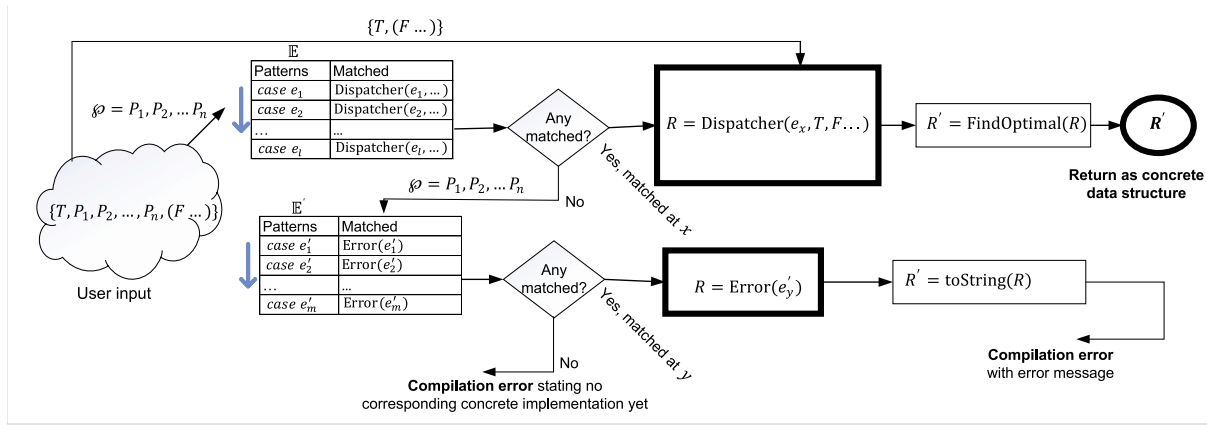 {T, (F …)}
𝔼
Patterns Matched
case e₁ Dispatcher(e₁, …)
case e₂ Dispatcher(e₂, …)
… …
case eₗ Dispatcher(eₗ, …)
℘ = P₁, P₂, … Pₙ
Any
matched?
R = Dispatcher(eₓ, T, F …)
R′ = FindOptimal(R)
R′
Return as concrete
data structure
Yes, matched at x
No
℘ = P₁, P₂, … Pₙ
{T, P₁, P₂, …, Pₙ, (F …)}
User input
𝔼′
Patterns Matched
case e′₁ Error(e′₁)
case e′₂ Error(e′₂)
… …
case e′ₘ Error(e′ₘ)
Any
matched?
R = Error(e′y)
R′ = toString(R)
Yes, matched at y
No
Compilation error
with error message
Compilation error stating no
corresponding concrete implementation yet